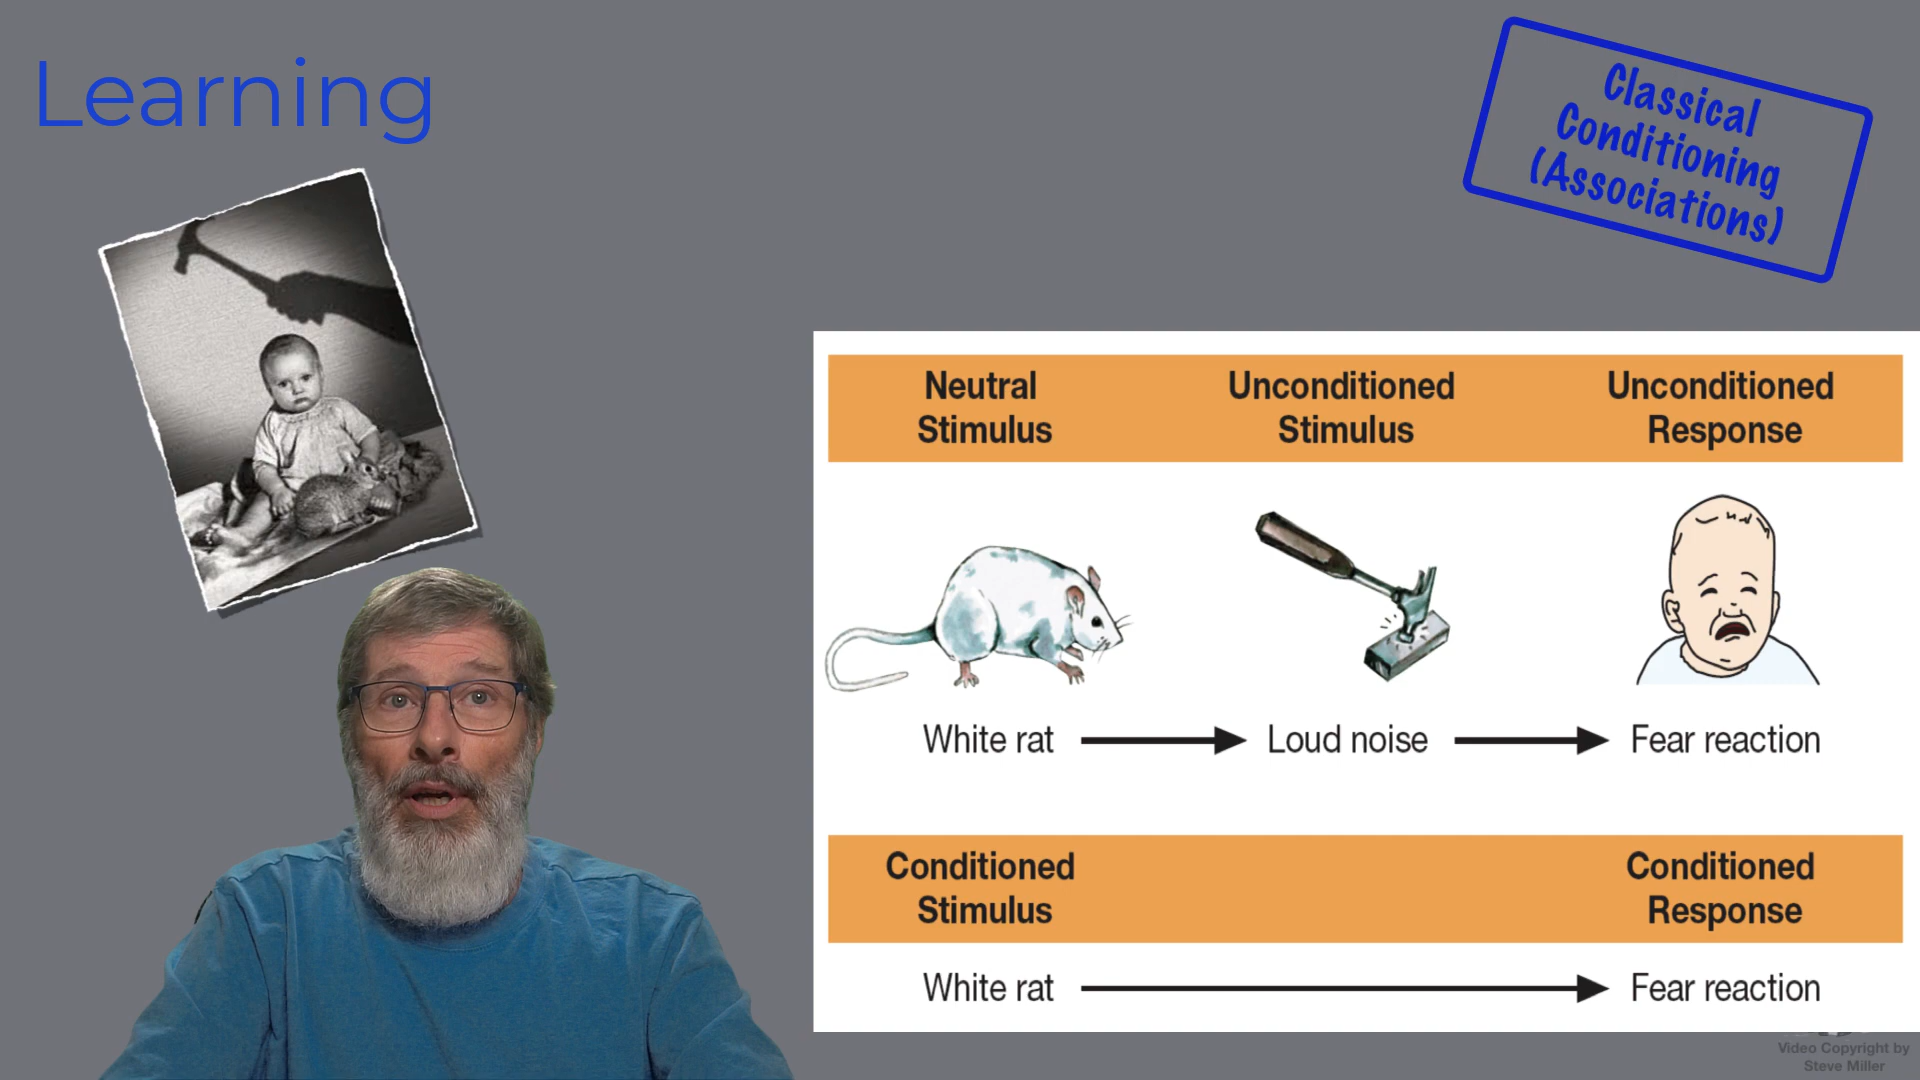 Learning
Classical
Conditioning
(Associations)
Neutral
Stimulus
Unconditioned
Stimulus
Unconditioned
Response
White rat
Loud noise
Fear reaction
Conditioned
Stimulus
Conditioned
Response
White rat
Fear reaction
Video Copyright by
Steve Miller